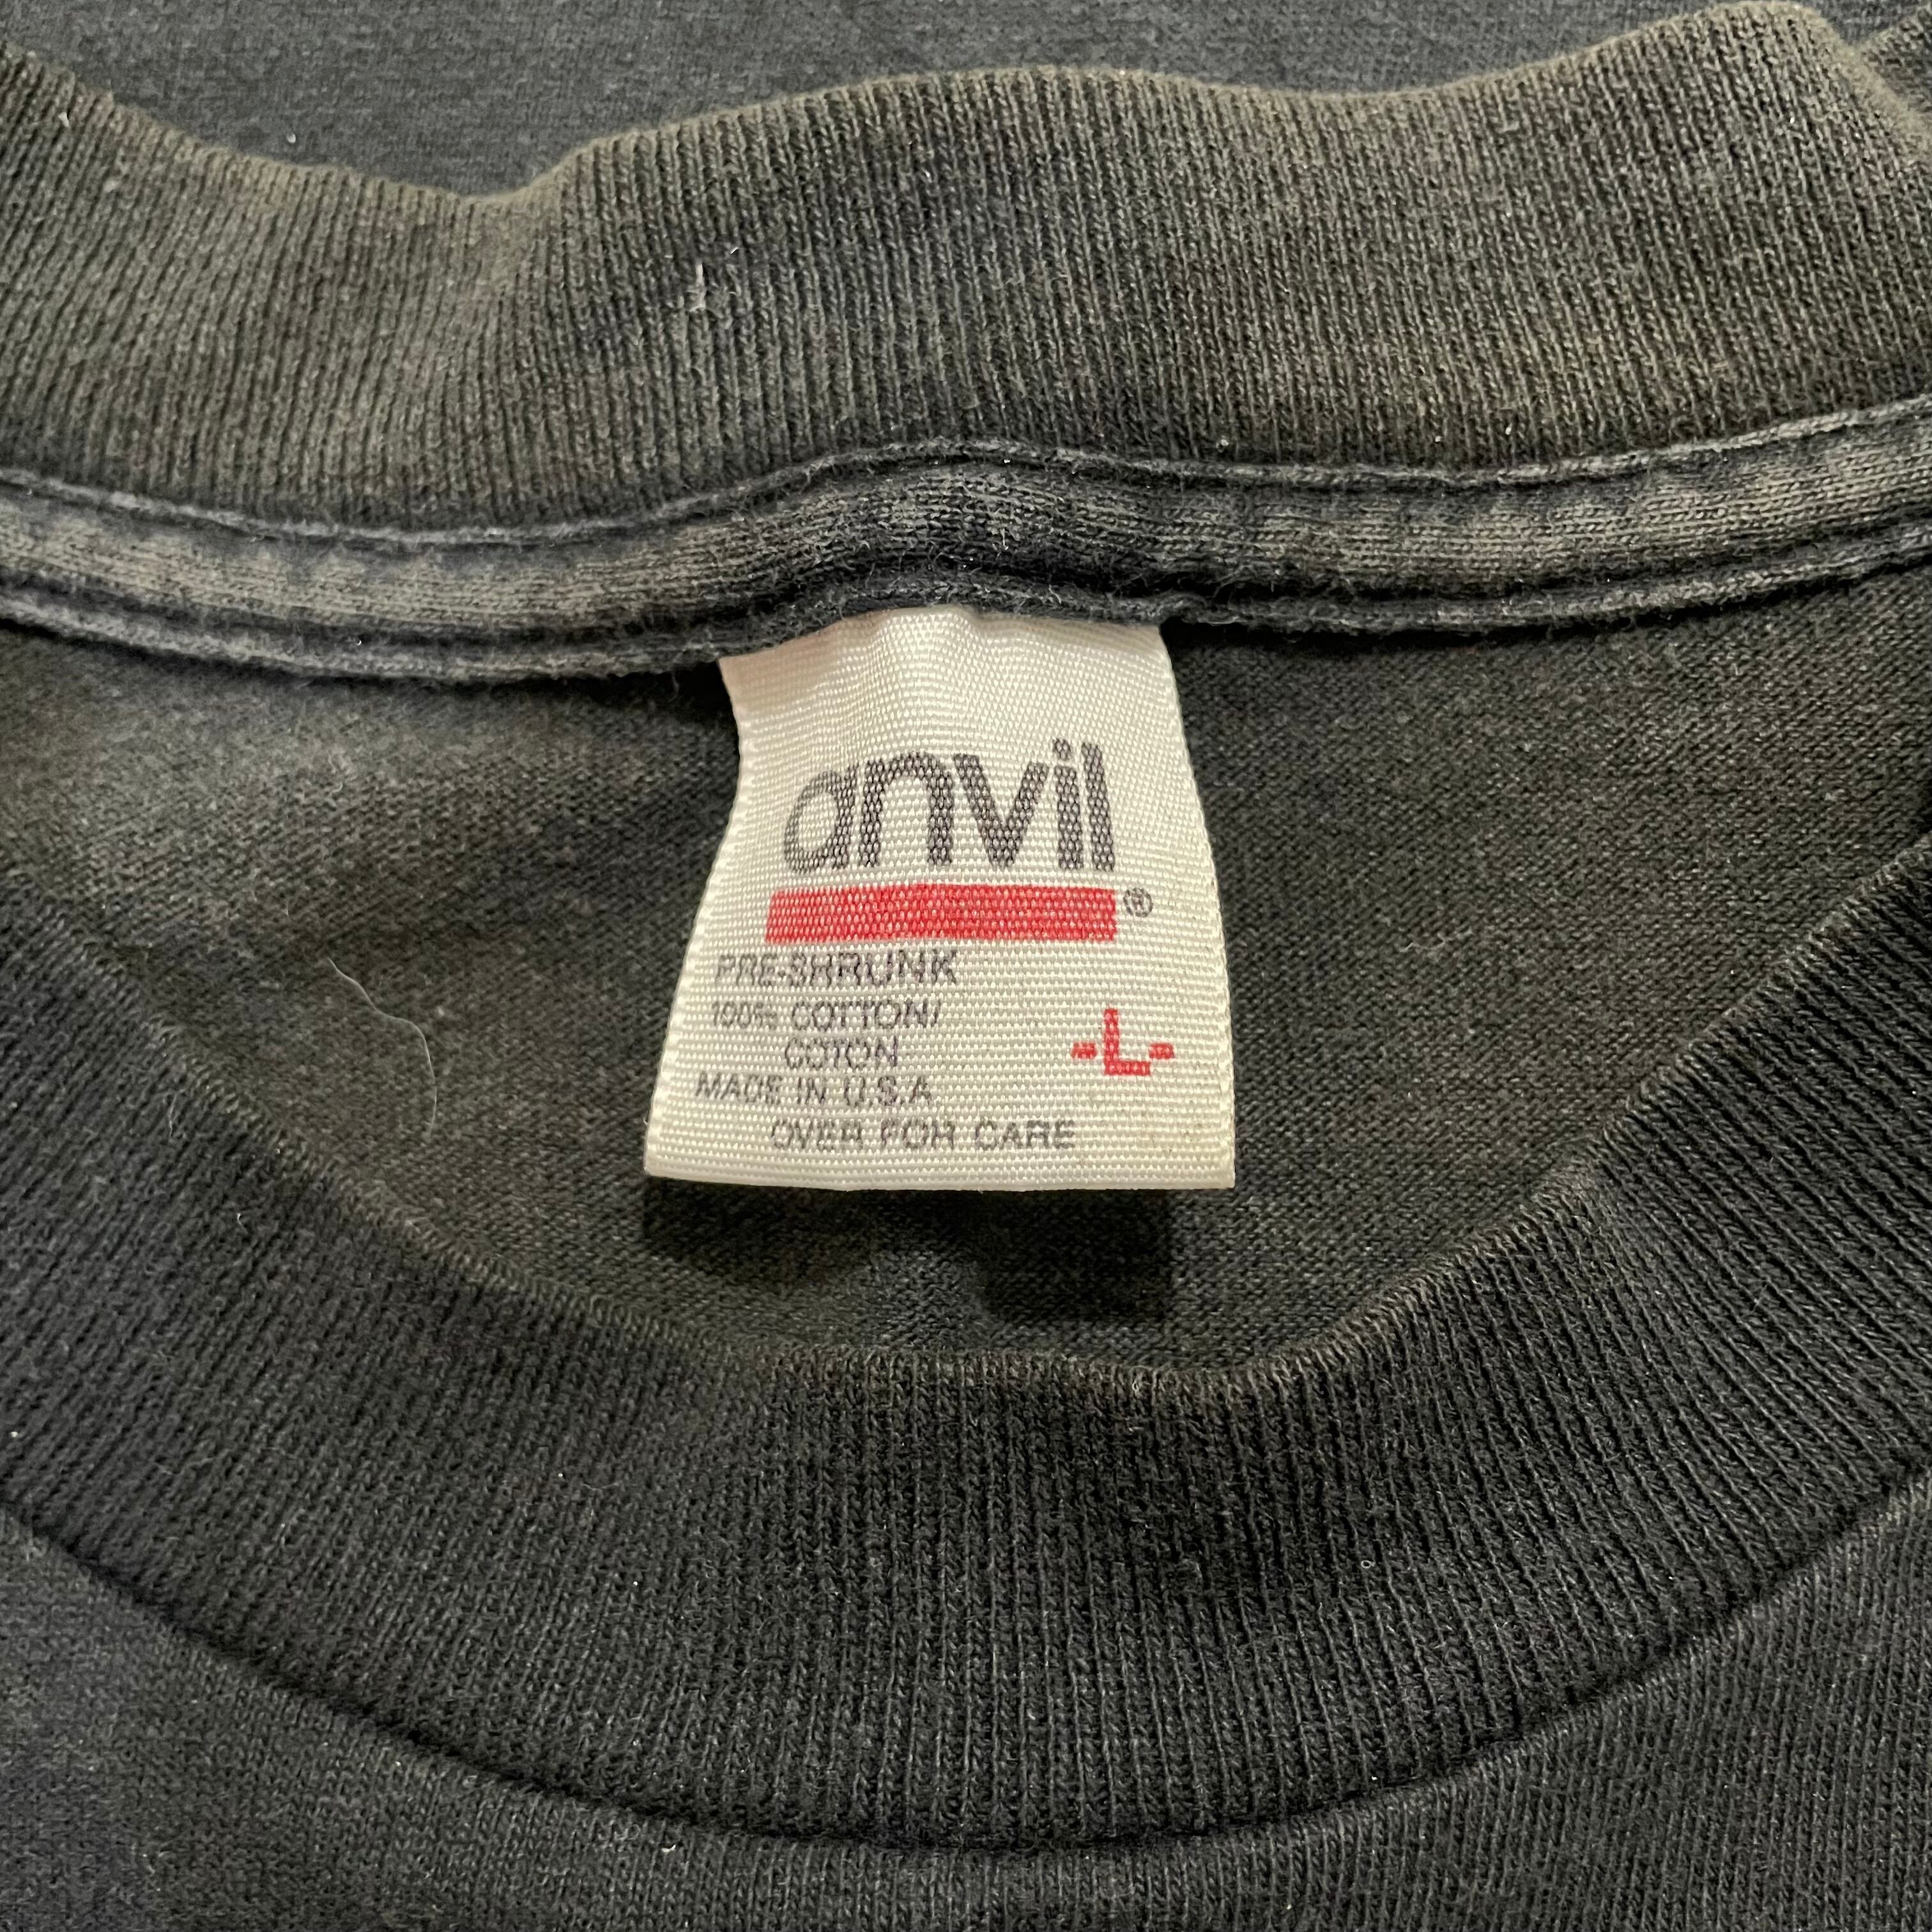 anvil
®
PRE-SHRUNK
100% COTTON/
COTON
-L-
MADE IN U.S.A
OVER FOR CARE